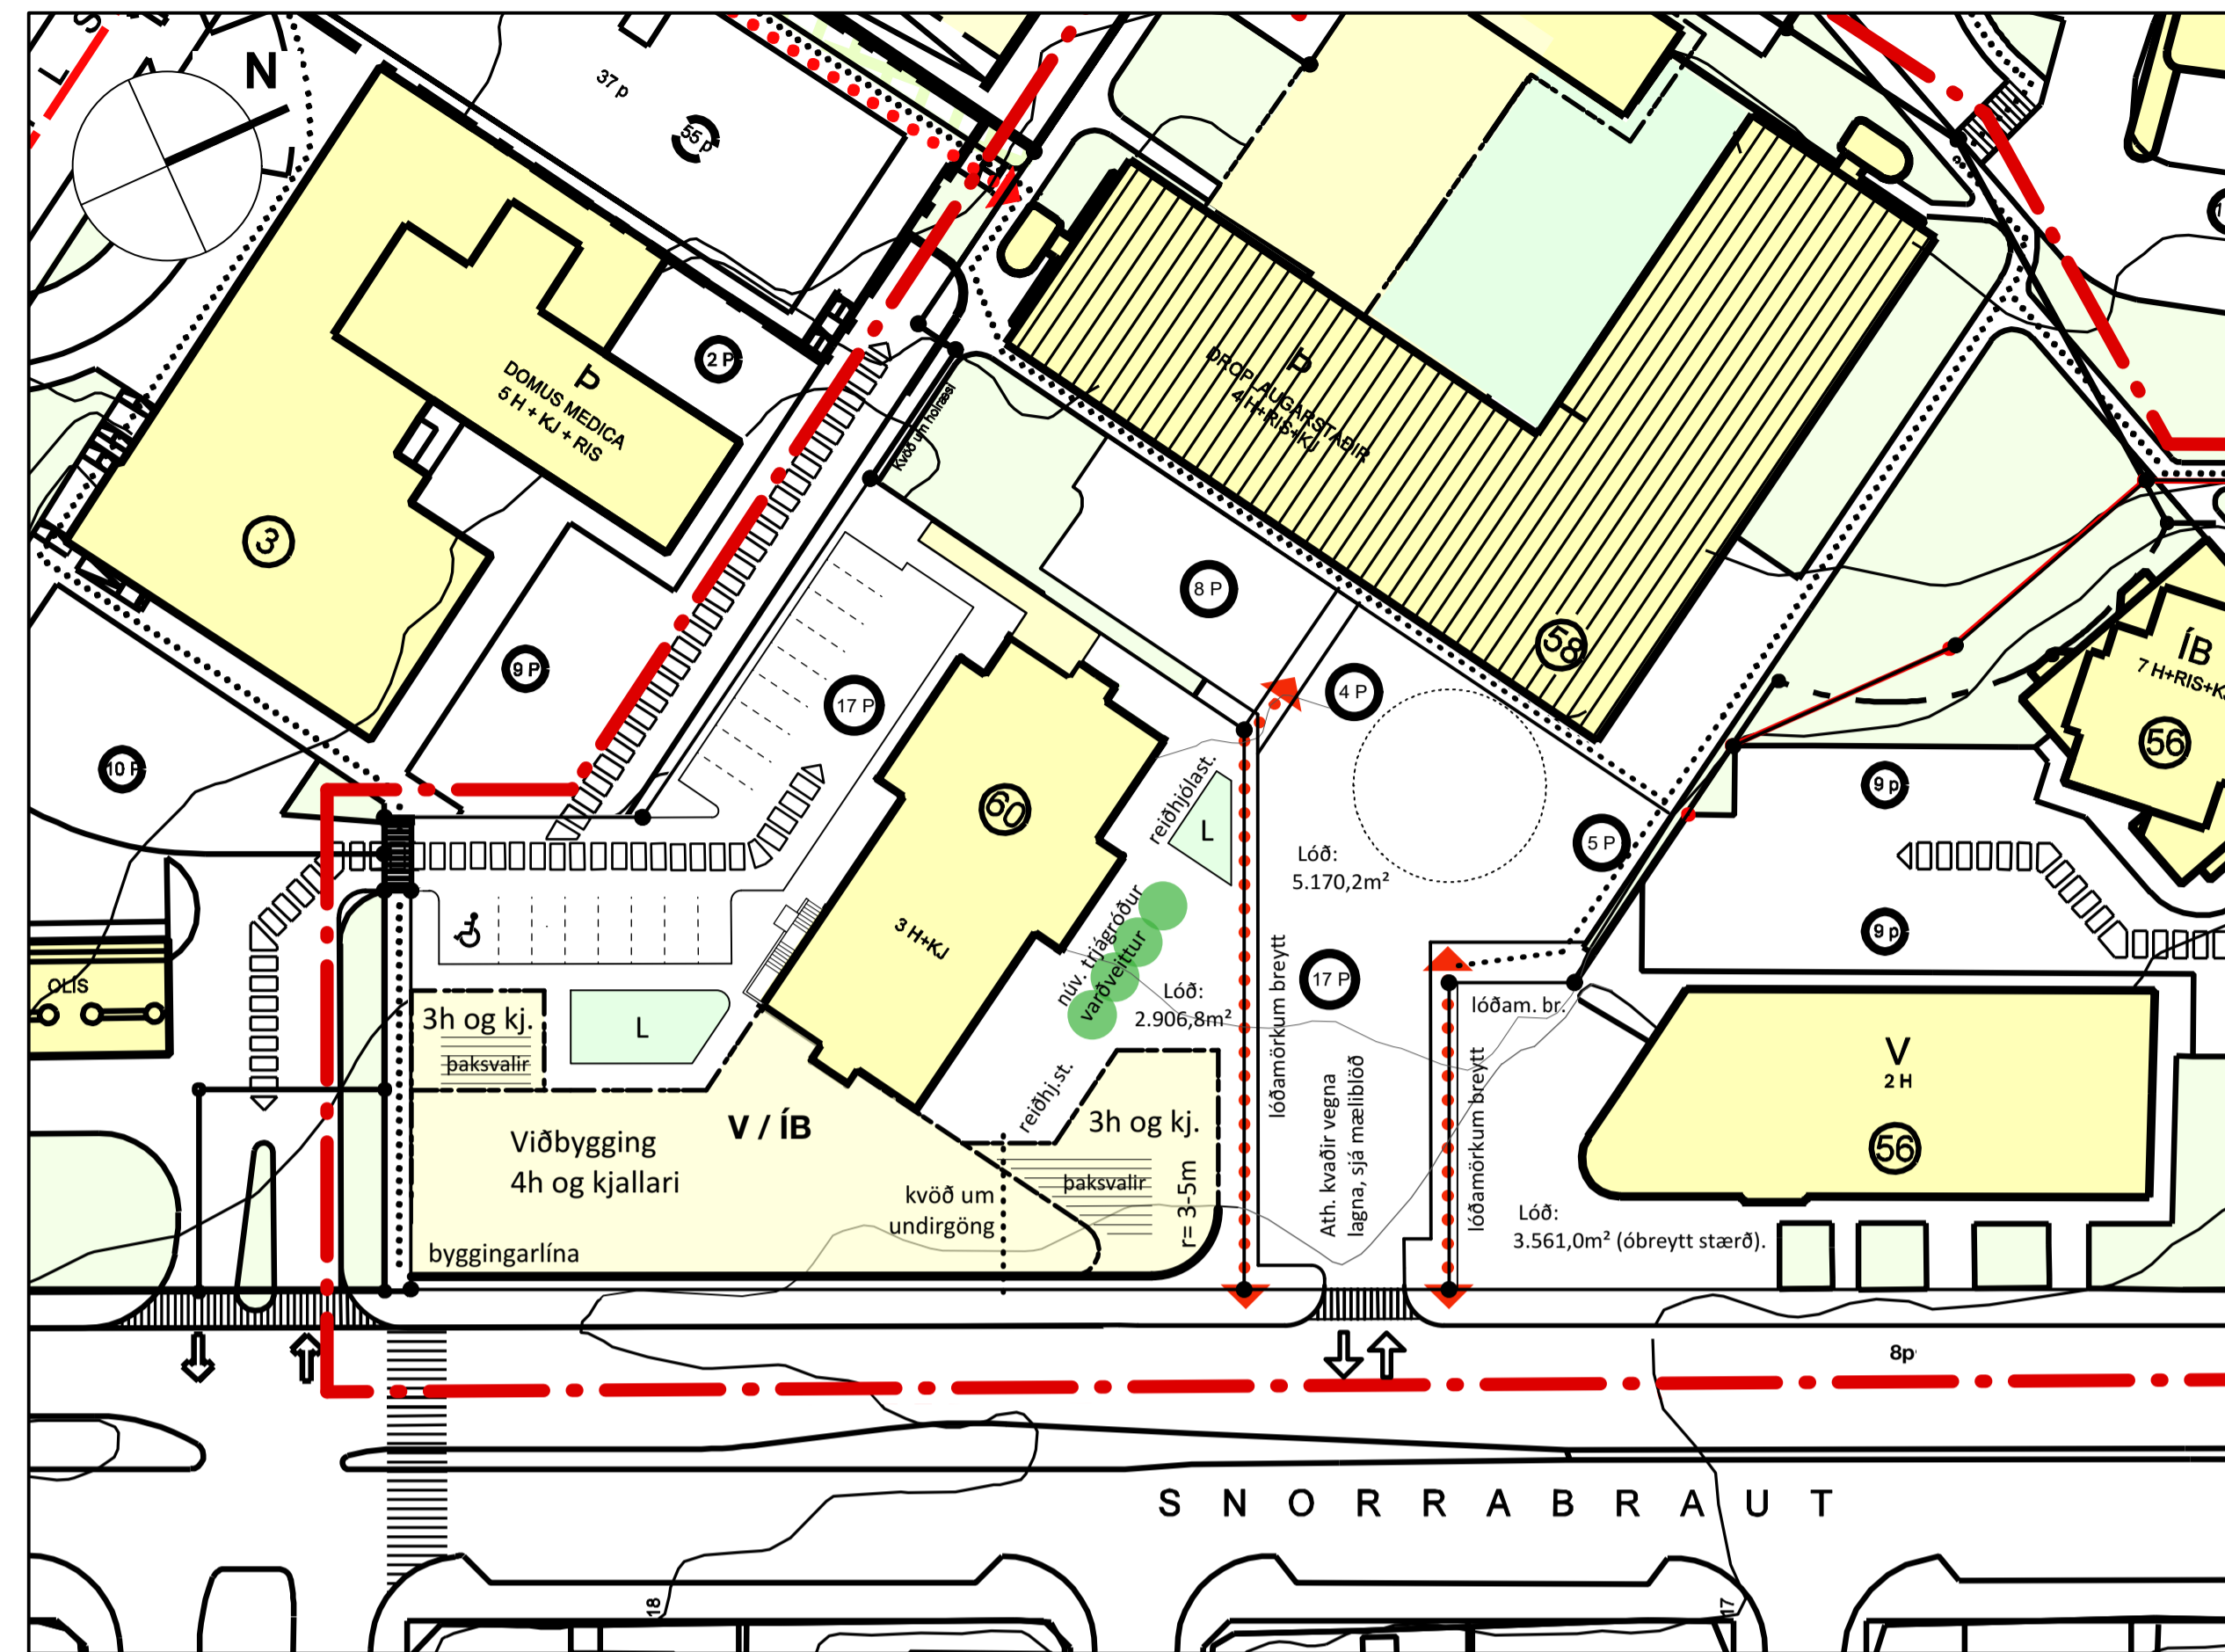 N
37 p
55 p
Þ
DOMUS MEDICA
5 H + KJ + RIS
2 P
3
9 P
10 P
Kvöð um holræsi
Þ
DROPLAUGARSTAÐIR
4 H+RIS+KJ
58
8 P
4 P
17 P
60
3 H+KJ
reiðhjólast.
L
núv. trjágróður
varðveittur
Lóð:
5.170,2m²
5 P
17 P
Lóð:
2.906,8m²
lóðamörkum breytt
lóðam. br.
lóðamörkum breytt
Ath. kvaðir vegna
lagna, sjá mæliblöð
ÍB
7 H+RIS+KJ
56
9 p
9 p
V
2 H
56
Lóð:
3.561,0m² (óbreytt stærð).
OLÍS
3h og kj.
þaksvalir
L
V / ÍB
Viðbygging
4h og kjallari
byggingarlína
reiðhj.st.
3h og kj.
þaksvalir
r= 3-5m
kvöð um
undirgöng
8p
SNORRABRAUT
18
17